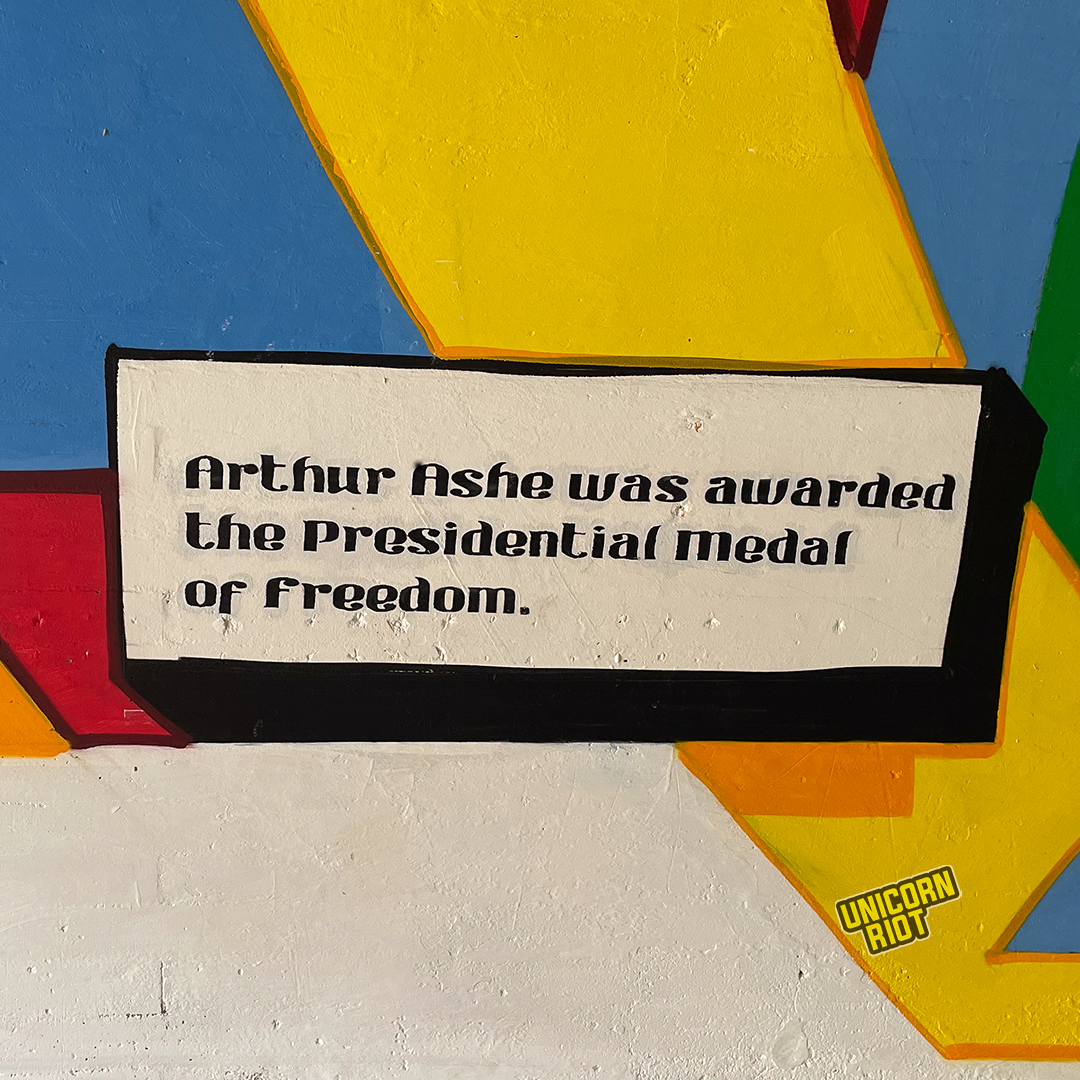 Arthur Ashe was awarded
the Presidential Medal
of Freedom.
UNICORN
RIOT